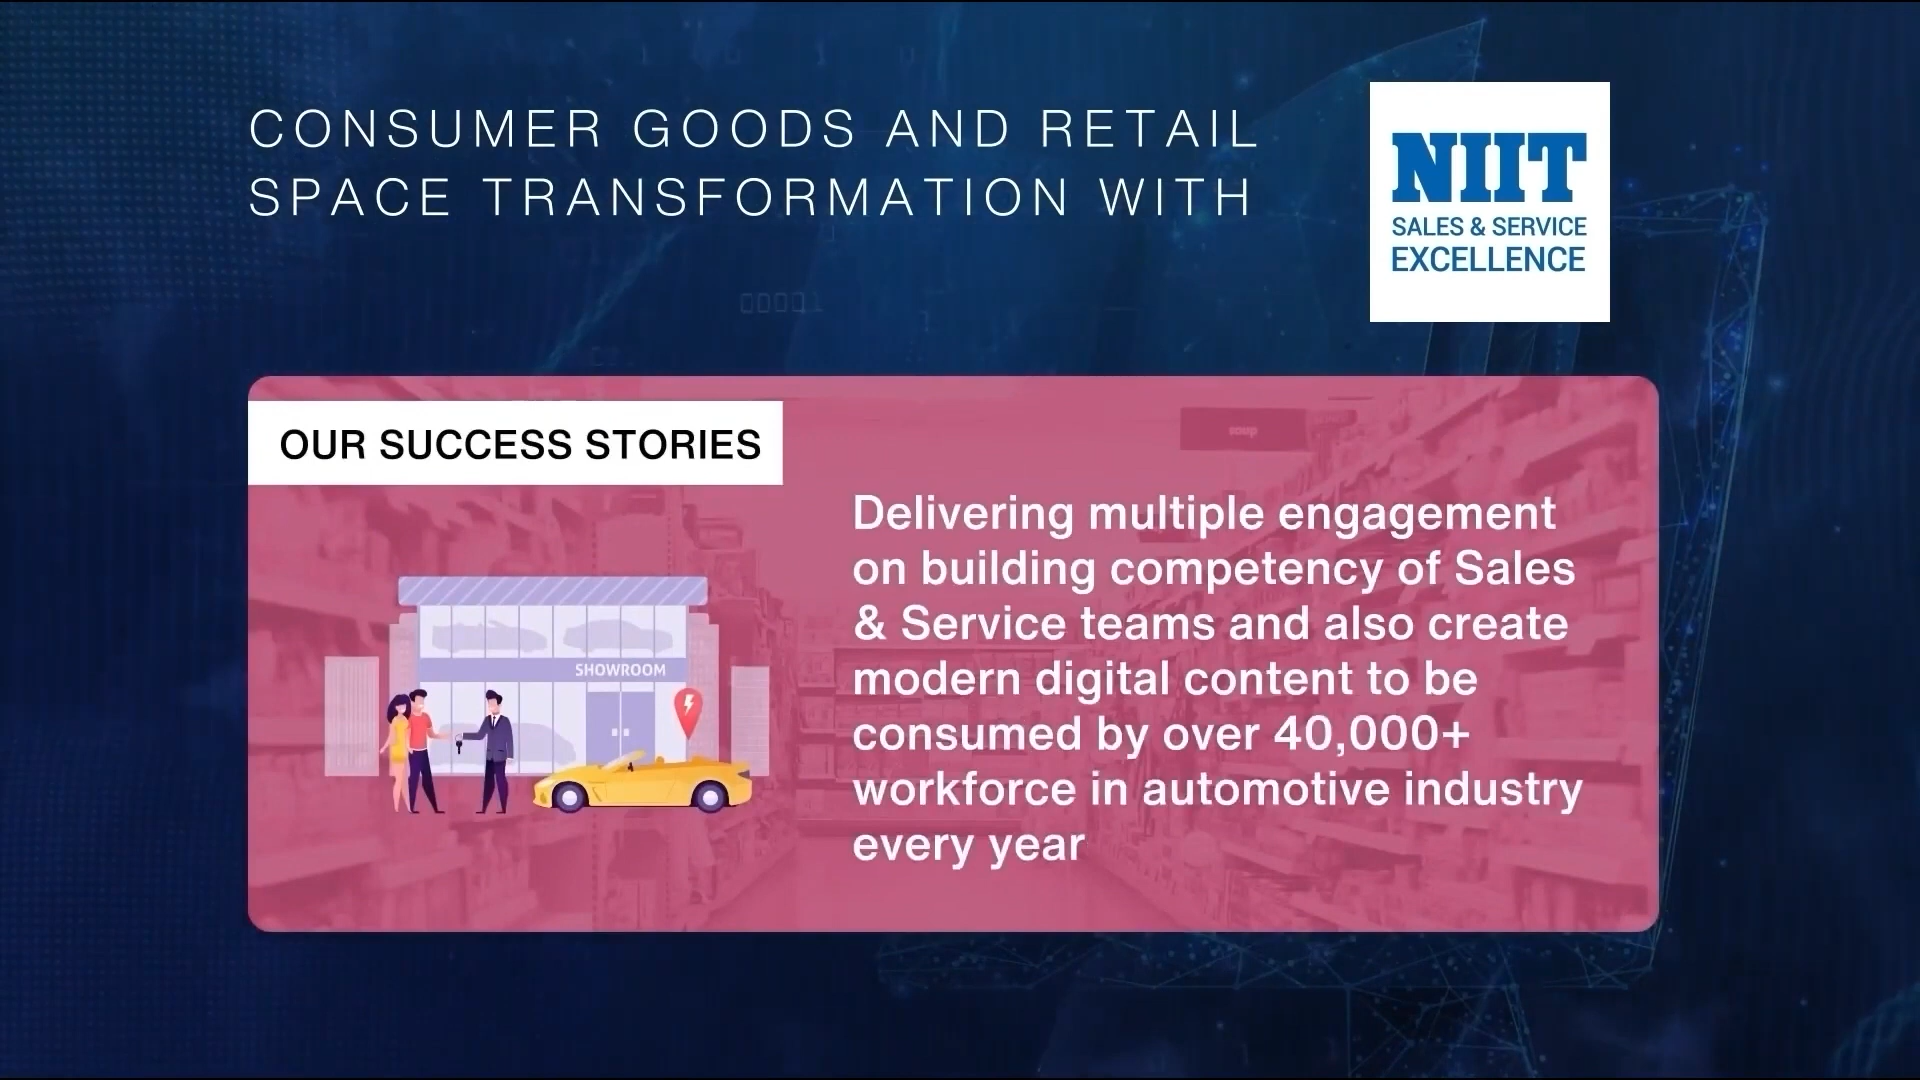 CONSUMER GOODS AND RETAIL
SPACE TRANSFORMATION WITH
NIIT
SALES & SERVICE
EXCELLENCE
OUR SUCCESS STORIES
soup
SHOWROOM
Delivering multiple engagement
on building competency of Sales
& Service teams and also create
modern digital content to be
consumed by over 40,000+
workforce in automotive industry
every year